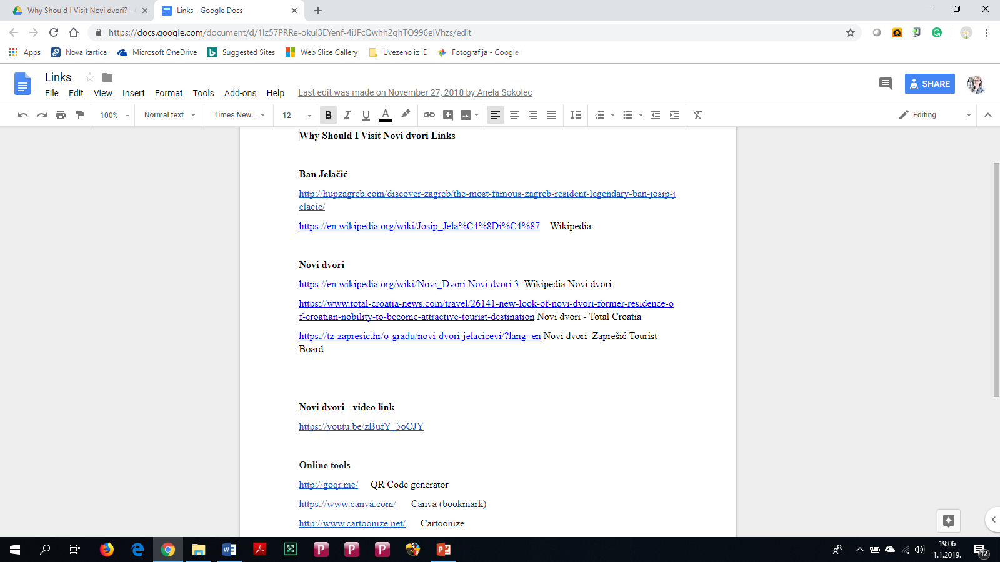 Why Should I Visit Novi dvori? -
Links - Google Docs
https://docs.google.com/document/d/1Iz57PRRe-okul3EYenf-4iJFcQwhh2ghTQ996elVhzs/edit
Apps Nova kartica Microsoft OneDrive Suggested Sites Web Slice Gallery Uvezeno iz IE Fotografija - Google
Links
SHARE
File Edit View Insert Format Tools Add-ons Help Last edit was made on November 27, 2018 by Anela Sokolec
100% Normal text Times New... 12 B I U A Editing
Why Should I Visit Novi dvori Links
Ban Jelačić
http://hupzagreb.com/discover-zagreb/the-most-famous-zagreb-resident-legendary-ban-josip-j
elacic/
https://en.wikipedia.org/wiki/Josip_Jela%C4%8Di%C4%87 Wikipedia
Novi dvori
https://en.wikipedia.org/wiki/Novi_Dvori Novi dvori 3 Wikipedia Novi dvori
https://www.total-croatia-news.com/travel/26141-new-look-of-novi-dvori-former-residence-o
f-croatian-nobility-to-become-attractive-tourist-destination Novi dvori - Total Croatia
https://tz-zapresic.hr/o-gradu/novi-dvori-jelacicevi/?lang=en Novi dvori Zaprešić Tourist
Board
Novi dvori - video link
https://youtu.be/zBufY_5oCJY
Online tools
http://goqr.me/ QR Code generator
https://www.canva.com/ Canva (bookmark)
http://www.cartoonize.net/ Cartoonize
19:06
1.1.2019.
12